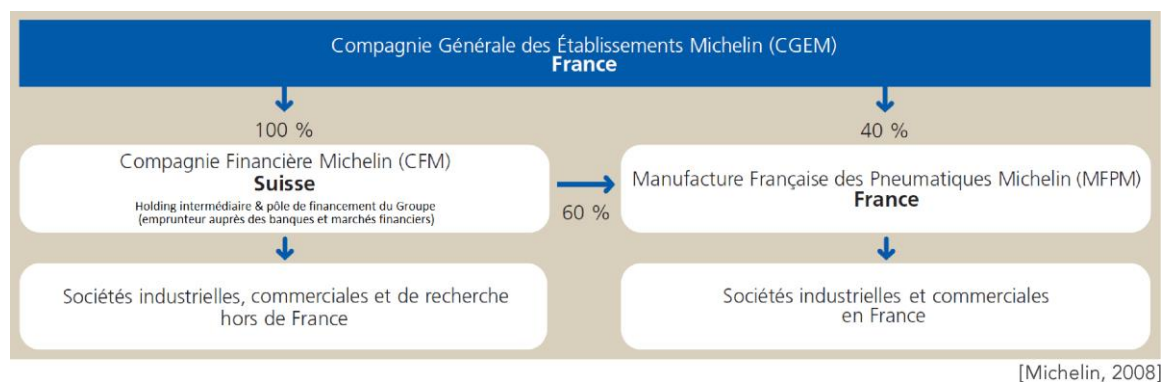 Compagnie Générale des Établissements Michelin (CGEM)
France
100 %
40 %
Compagnie Financière Michelin (CFM)
Suisse
Holding intermédiaire & pôle de financement du Groupe
(emprunteur auprès des banques et marchés financiers)
60 %
Manufacture Française des Pneumatiques Michelin (MFPM)
France
Sociétés industrielles, commerciales et de recherche
hors de France
Sociétés industrielles et commerciales
en France
[Michelin, 2008]